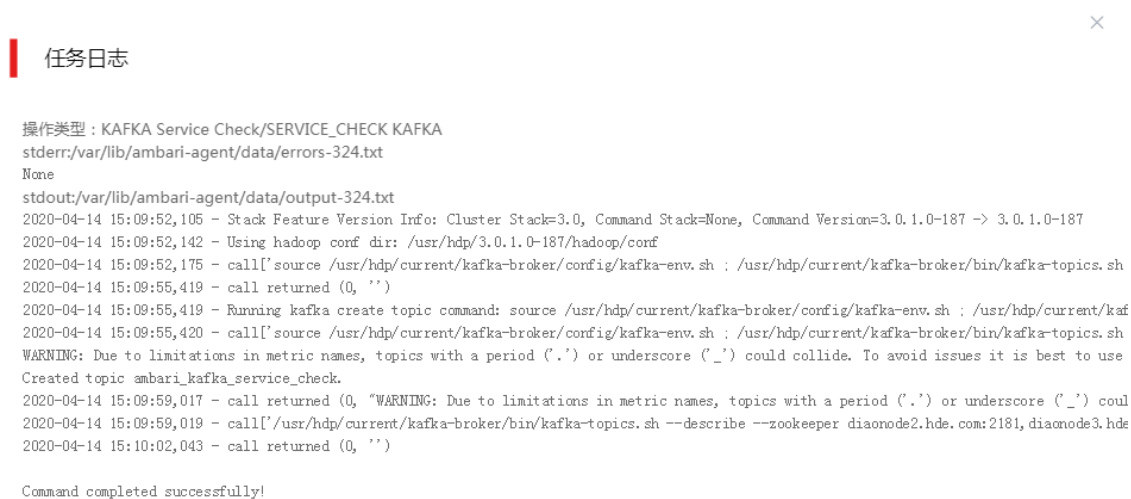 任务日志
操作类型：KAFKA Service Check/SERVICE_CHECK KAFKA
stderr:/var/lib/ambari-agent/data/errors-324.txt
None
stdout:/var/lib/ambari-agent/data/output-324.txt
2020-04-14 15:09:52,105 - Stack Feature Version Info: Cluster Stack=3.0, Command Stack=None, Command Version=3.0.1.0-187 -> 3.0.1.0-187
2020-04-14 15:09:52,142 - Using hadoop conf dir: /usr/hdp/3.0.1.0-187/hadoop/conf
2020-04-14 15:09:52,175 - call['source /usr/hdp/current/kafka-broker/config/kafka-env.sh ; /usr/hdp/current/kafka-broker/bin/kafka-topics.sh
2020-04-14 15:09:55,419 - call returned (0, '')
2020-04-14 15:09:55,419 - Running kafka create topic command: source /usr/hdp/current/kafka-broker/config/kafka-env.sh ; /usr/hdp/current/kaf
2020-04-14 15:09:55,420 - call['source /usr/hdp/current/kafka-broker/config/kafka-env.sh ; /usr/hdp/current/kafka-broker/bin/kafka-topics.sh
WARNING: Due to limitations in metric names, topics with a period ('.') or underscore ('_') could collide. To avoid issues it is best to use
Created topic ambari_kafka_service_check.
2020-04-14 15:09:59,017 - call returned (0, "WARNING: Due to limitations in metric names, topics with a period ('.') or underscore ('_') coul
2020-04-14 15:09:59,019 - call['/usr/hdp/current/kafka-broker/bin/kafka-topics.sh --describe --zookeeper diaonode2.hde.com:2181,diaonode3.hde
2020-04-14 15:10:02,043 - call returned (0, '')
Command completed successfully!